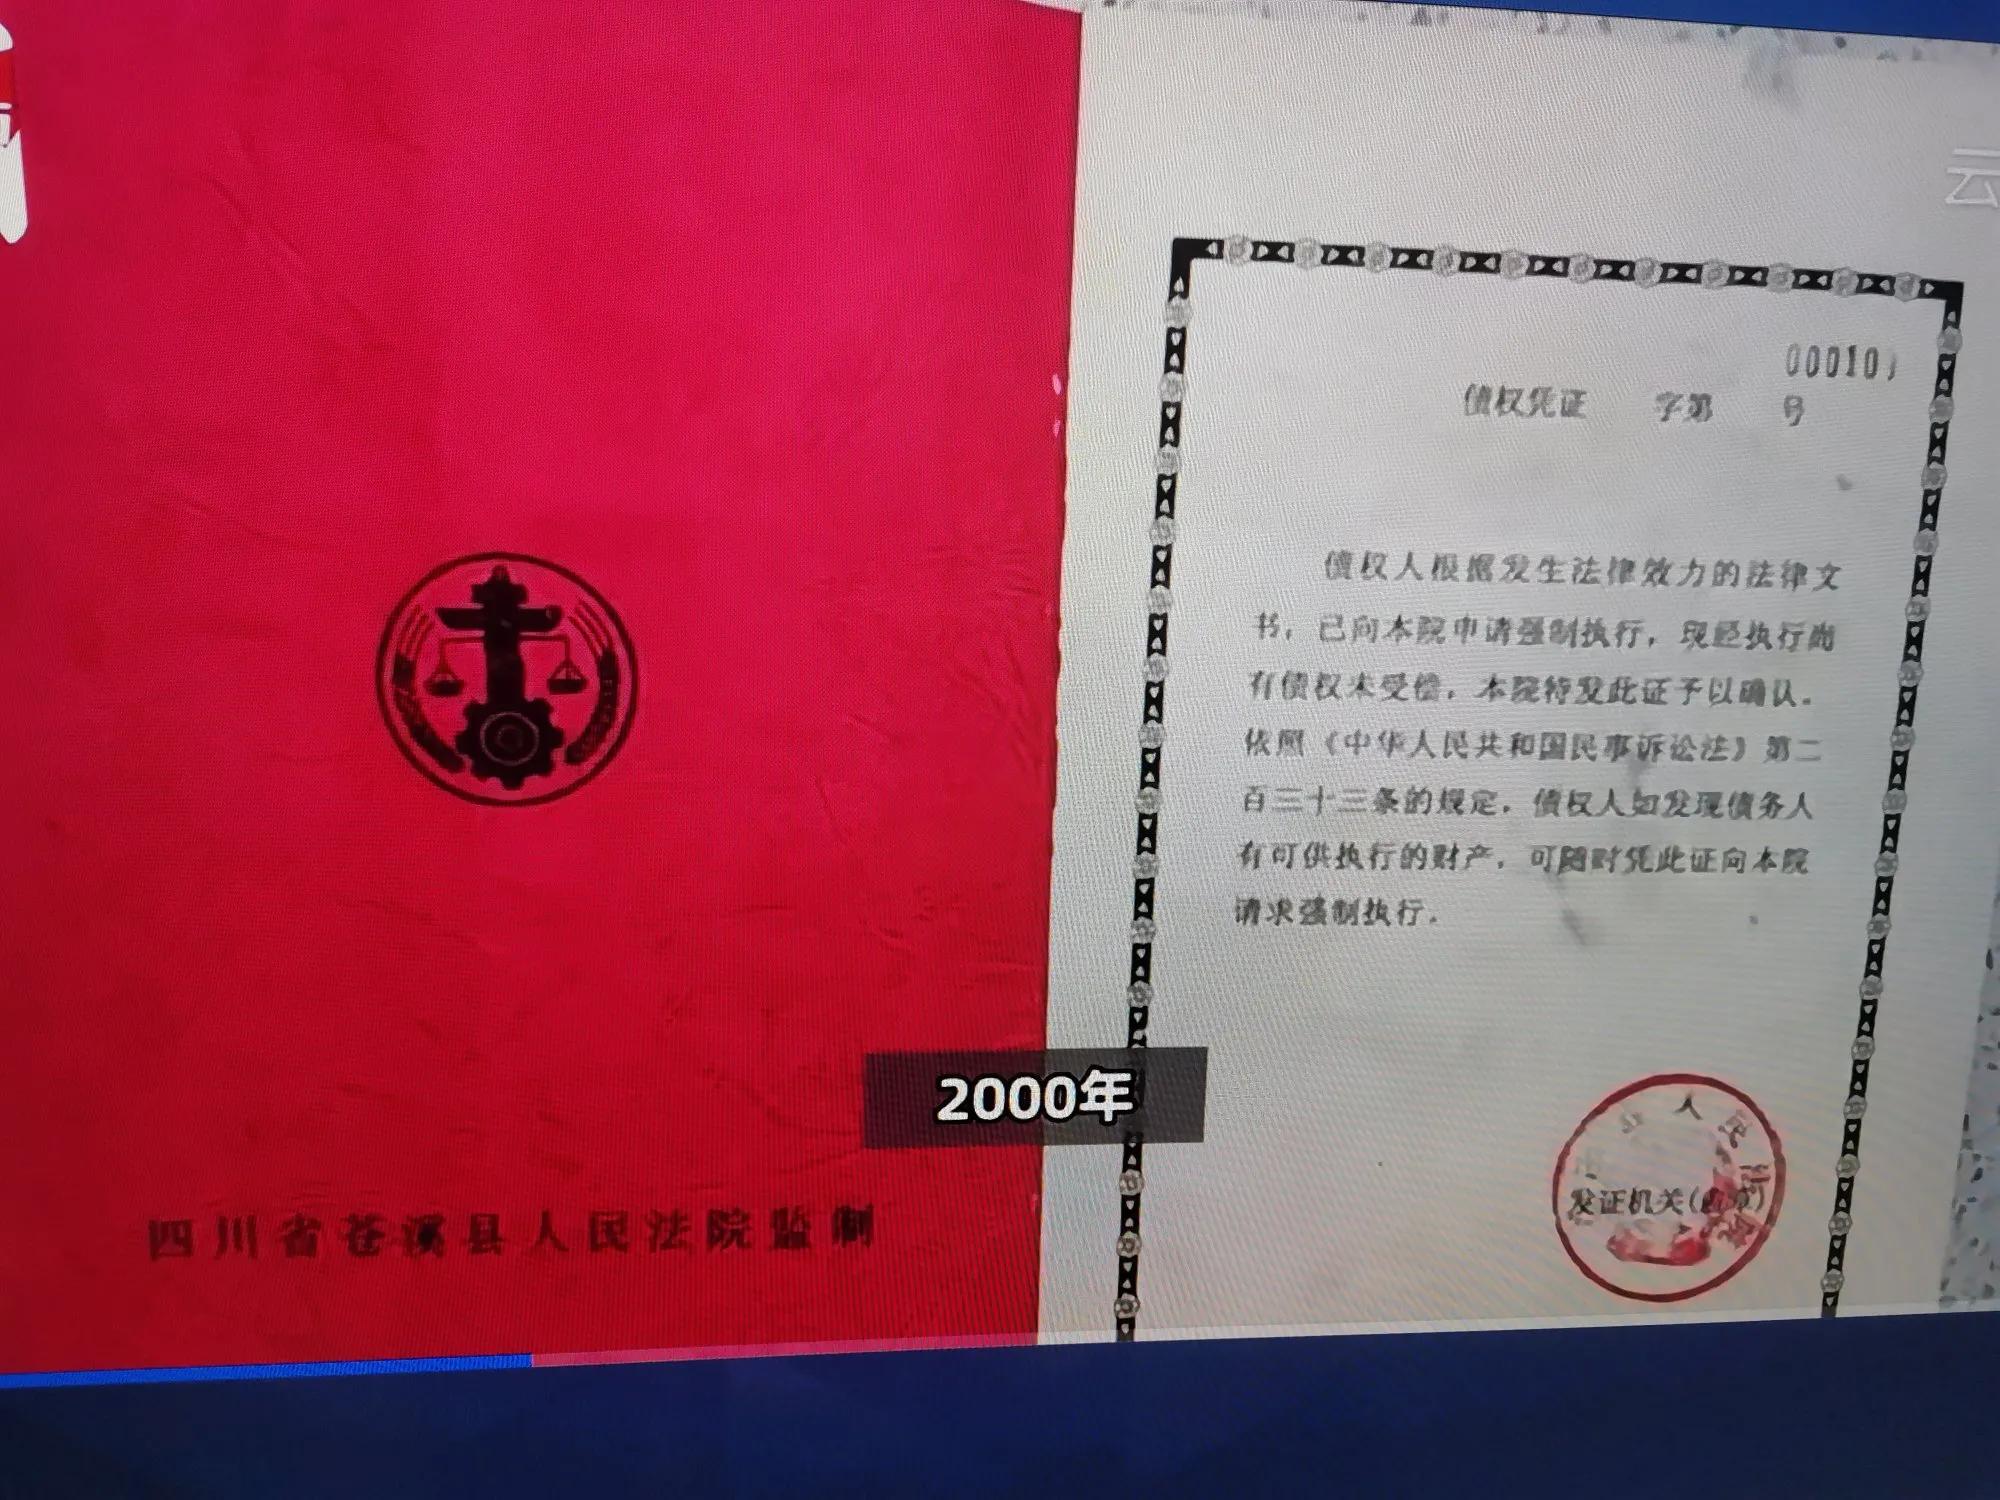 四川省苍溪县人民法院监制
00010
债权凭证 字第 号
债权人根据发生法律效力的法律文
书，已向本院申请强制执行，现经执行尚
有债权未受偿，本院特发此证予以确认。
依照《中华人民共和国民事诉讼法》第二
百三十三条的规定，债权人如发现债务人
有可供执行的财产，可随时凭此证向本院
请求强制执行。
2000年
人民法院
发证机关
云